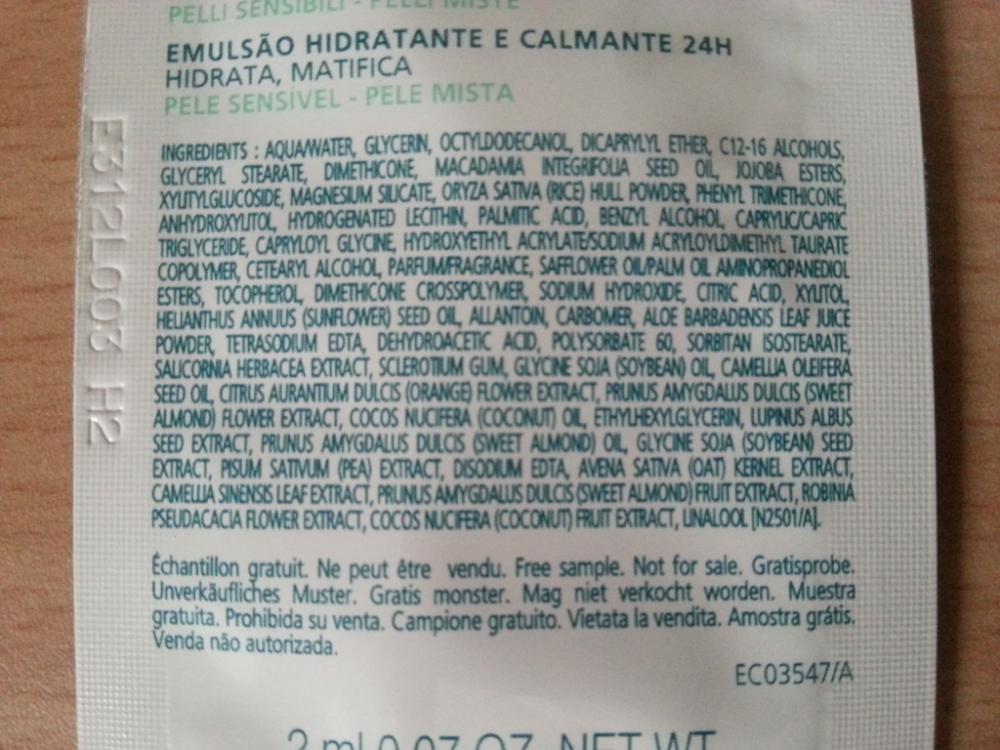 PELLI SENSIBILI - PELLI MISTE
EMULSÃO HIDRATANTE E CALMANTE 24H
HIDRATA, MATIFICA
PELE SENSÍVEL - PELE MISTA
INGREDIENTS : AQUA/WATER, GLYCERIN, OCTYLDODECANOL, DICAPRYLYL ETHER, C12-16 ALCOHOLS,
GLYCERYL STEARATE, DIMETHICONE, MACADAMIA INTEGRIFOLIA SEED OIL, JOJOBA ESTERS,
XYLITYLGLUCOSIDE, MAGNESIUM SILICATE, ORYZA SATIVA (RICE) HULL POWDER, PHENYL TRIMETHICONE,
ANHYDROXYLITOL, HYDROGENATED LECITHIN, PALMITIC ACID, BENZYL ALCOHOL, CAPRYLIC/CAPRIC
TRIGLYCERIDE, CAPRYLOYL GLYCINE, HYDROXYETHYL ACRYLATE/SODIUM ACRYLOYLDIMETHYL TAURATE
COPOLYMER, CETEARYL ALCOHOL, PARFUM/FRAGRANCE, SAFFLOWER OIL/PALM OIL AMINOPROPANEDIOL
ESTERS, TOCOPHEROL, DIMETHICONE CROSSPOLYMER, SODIUM HYDROXIDE, CITRIC ACID, XYLITOL,
HELIANTHUS ANNUUS (SUNFLOWER) SEED OIL, ALLANTOIN, CARBOMER, ALOE BARBADENSIS LEAF JUICE
POWDER, TETRASODIUM EDTA, DEHYDROACETIC ACID, POLYSORBATE 60, SORBITAN ISOSTEARATE,
SALICORNIA HERBACEA EXTRACT, SCLEROTIUM GUM, GLYCINE SOJA (SOYBEAN) OIL, CAMELLIA OLEIFERA
SEED OIL, CITRUS AURANTIUM DULCIS (ORANGE) FLOWER EXTRACT, PRUNUS AMYGDALUS DULCIS (SWEET
ALMOND) FLOWER EXTRACT, COCOS NUCIFERA (COCONUT) OIL, ETHYLHEXYLGLYCERIN, LUPINUS ALBUS
SEED EXTRACT, PRUNUS AMYGDALUS DULCIS (SWEET ALMOND) OIL, GLYCINE SOJA (SOYBEAN) SEED
EXTRACT, PISUM SATIVUM (PEA) EXTRACT, DISODIUM EDTA, AVENA SATIVA (OAT) KERNEL EXTRACT,
CAMELLIA SINENSIS LEAF EXTRACT, PRUNUS AMYGDALUS DULCIS (SWEET ALMOND) FRUIT EXTRACT, ROBINIA
PSEUDACACIA FLOWER EXTRACT, COCOS NUCIFERA (COCONUT) FRUIT EXTRACT, LINALOOL [N2501/A].
Échantillon gratuit. Ne peut être vendu. Free sample. Not for sale. Gratisprobe.
Unverkäufliches Muster. Gratis monster. Mag niet verkocht worden. Muestra
gratuita. Prohibida su venta. Campione gratuito. Vietata la vendita. Amostra grátis.
Venda não autorizada.
EC03547/A
2 ml 0.07 OZ. NET WT.
E312L003 H2